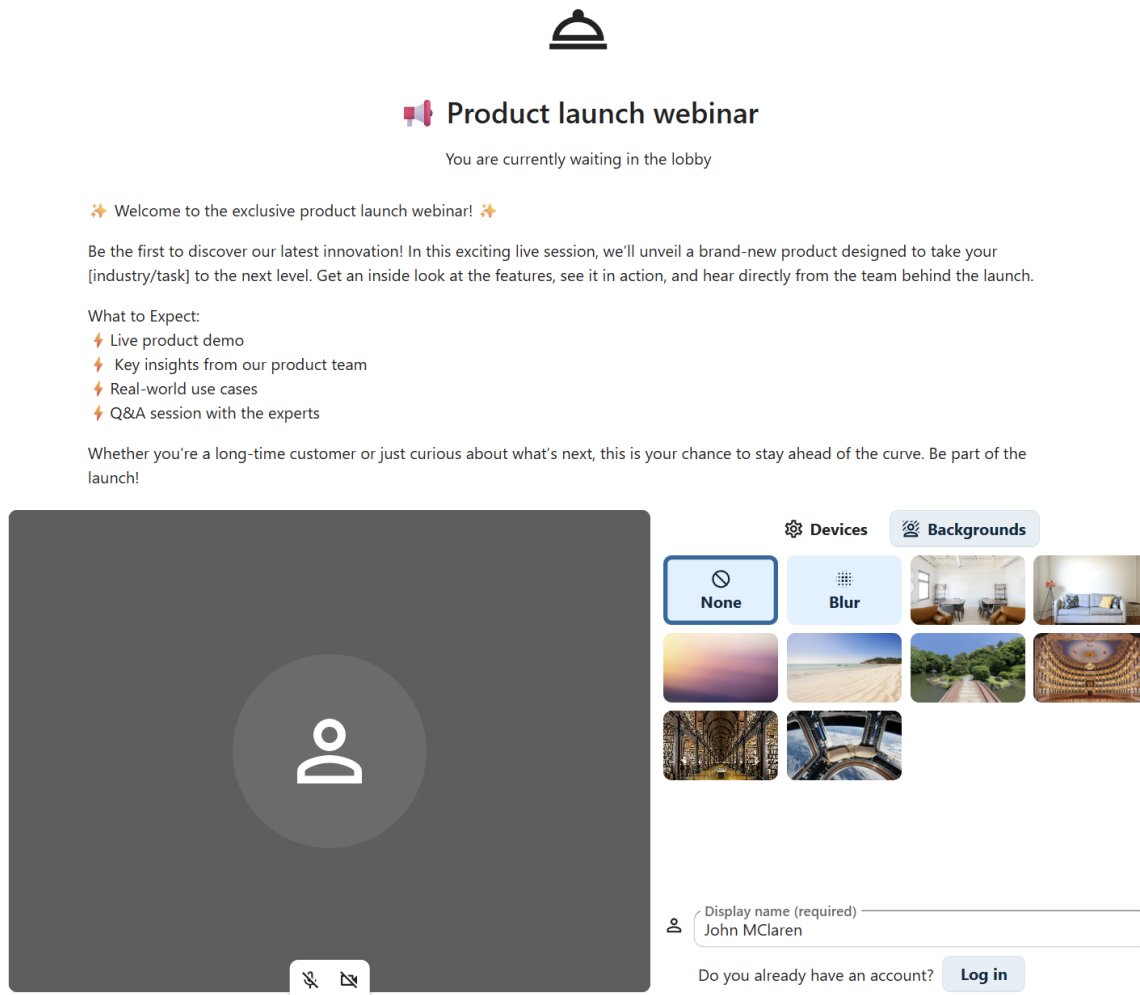 Product launch webinar
You are currently waiting in the lobby
✨ Welcome to the exclusive product launch webinar! ✨
Be the first to discover our latest innovation! In this exciting live session, we’ll unveil a brand-new product designed to take your
[industry/task] to the next level. Get an inside look at the features, see it in action, and hear directly from the team behind the launch.
What to Expect:
⚡ Live product demo
⚡ Key insights from our product team
⚡ Real-world use cases
⚡ Q&A session with the experts
Whether you're a long-time customer or just curious about what’s next, this is your chance to stay ahead of the curve. Be part of the
launch!
Devices
Backgrounds
None
Blur
Display name (required)
John MClaren
Do you already have an account?
Log in